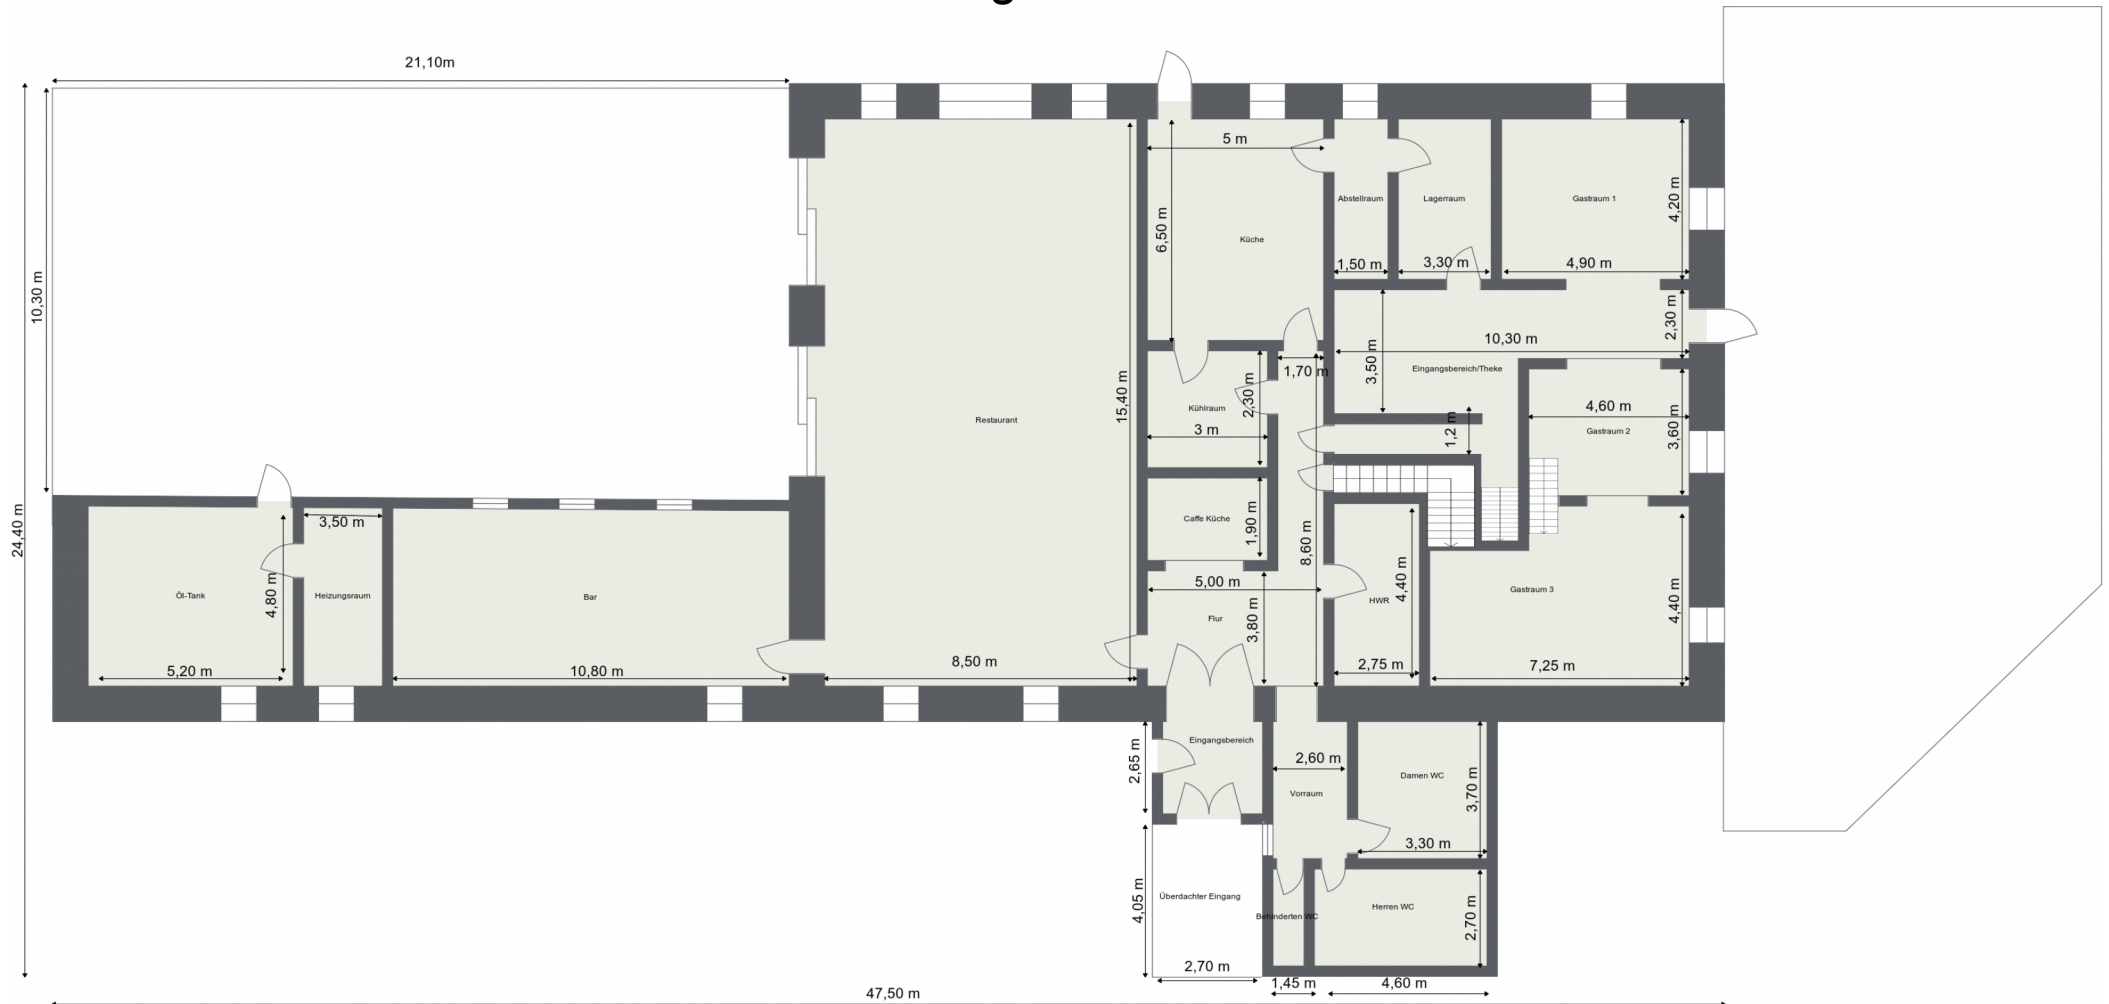 21,10m
5 m
Abstellraum
Lagerraum
Gastraum 1
4,20 m
6,50 m
Küche
1,50 m
3,30 m
4,90 m
10,30 m
2,30 m
10,30 m
3,50 m
1,70 m
Eingangsbereich/Theke
15,40 m
2,30 m
Kühlraum
4,60 m
Restaurant
3 m
1,2 m
Gastraum 2
3,60 m
24,40 m
3,50 m
Caffe Küche
1,90 m
8,60 m
5,00 m
4,40 m
Öl-Tank
4,80 m
Heizungsraum
Bar
HWR
Gastraum 3
4,40 m
Flur
3,80 m
5,20 m
10,80 m
8,50 m
2,75 m
7,25 m
Eingangsbereich
2,65 m
2,60 m
Vorraum
Damen WC
3,70 m
3,30 m
Überdachter Eingang
4,05 m
Behinderten WC
Herren WC
2,70 m
2,70 m
1,45 m
4,60 m
47,50 m